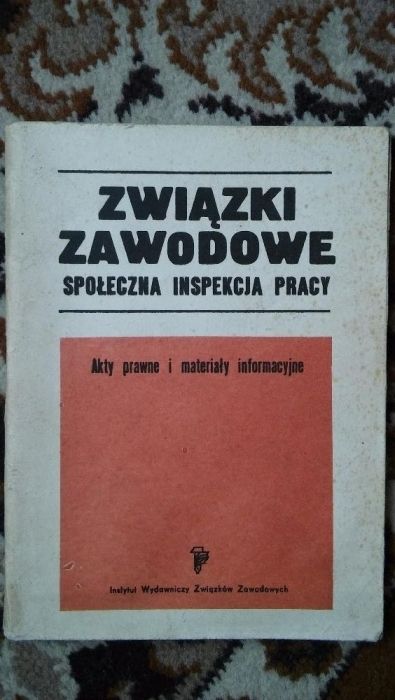 ZWIĄZKI
ZAWODOWE
SPOŁECZNA INSPEKCJA PRACY
Akty prawne i materiały informacyjne
Instytut Wydawniczy Związków Zawodowych